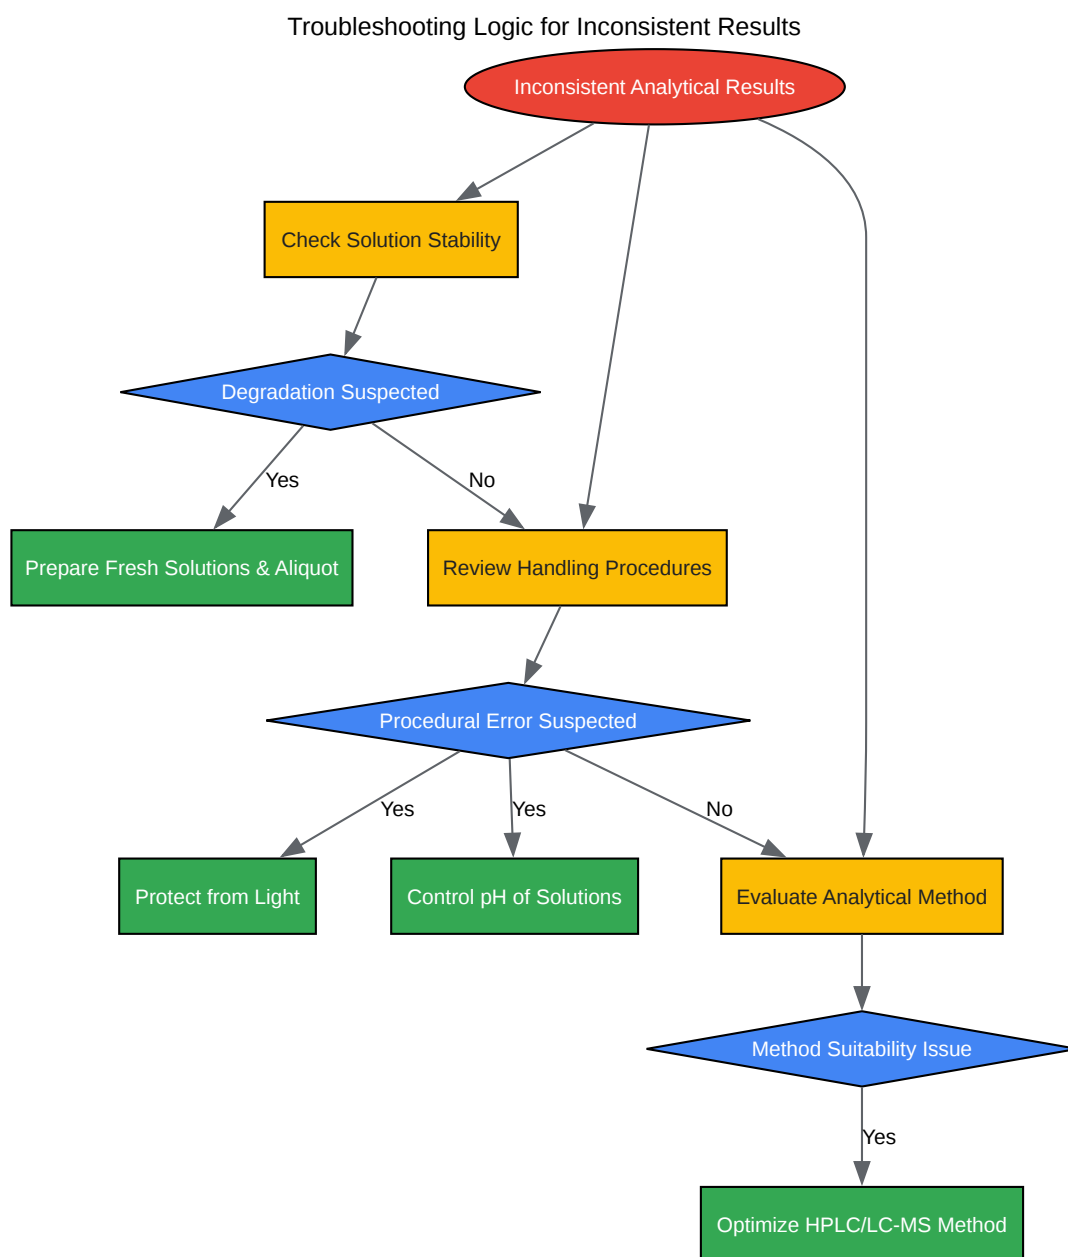 Troubleshooting Logic for Inconsistent Results
Inconsistent Analytical Results
Check Solution Stability
Degradation Suspected
Yes
No
Prepare Fresh Solutions & Aliquot
Review Handling Procedures
Procedural Error Suspected
Yes
Yes
No
Protect from Light
Control pH of Solutions
Evaluate Analytical Method
Method Suitability Issue
Yes
Optimize HPLC/LC-MS Method